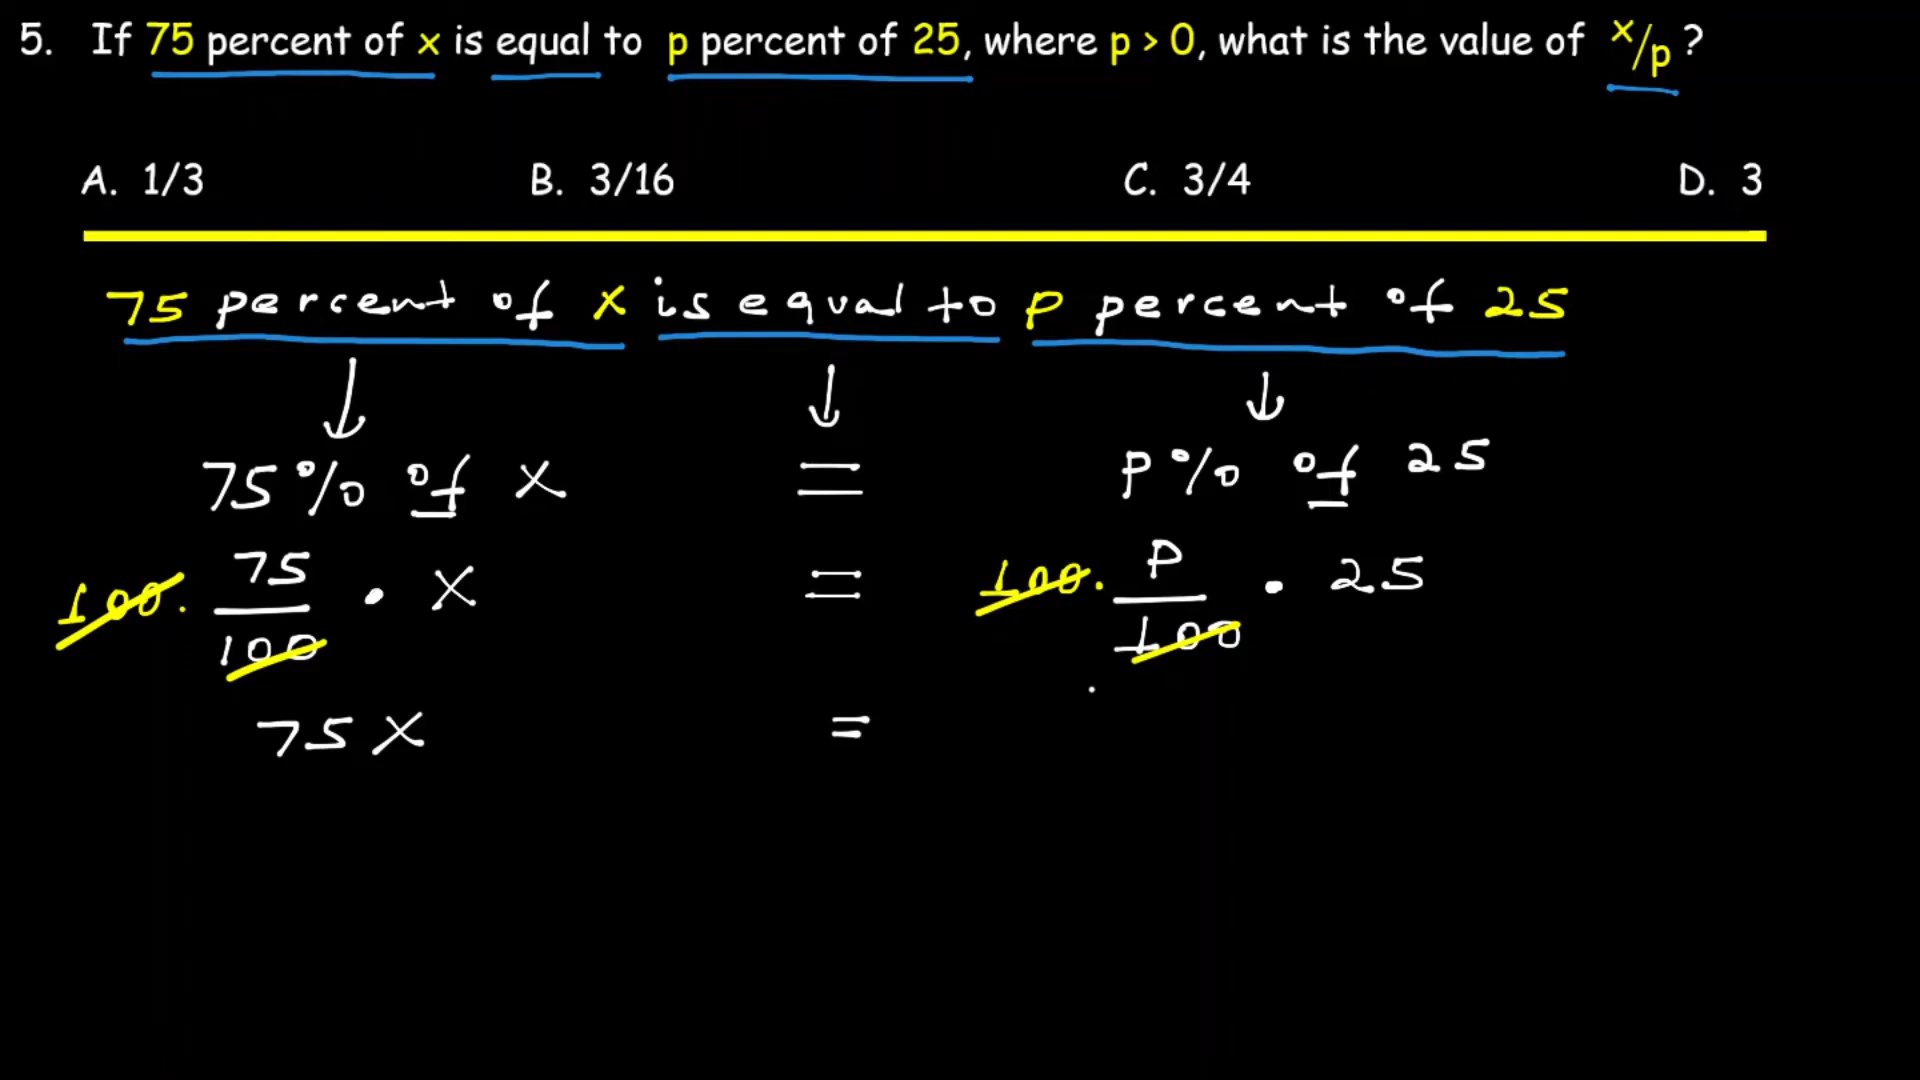 5. If 75 percent of x is equal to p percent of 25, where p > 0, what is the value of x/p ?
A. 1/3 B. 3/16 C. 3/4 D. 3
75 percent of x is equal to p percent of 25
75% of x = p% of 25
100 · 75/100 · x = 100 · p/100 · 25
75x =